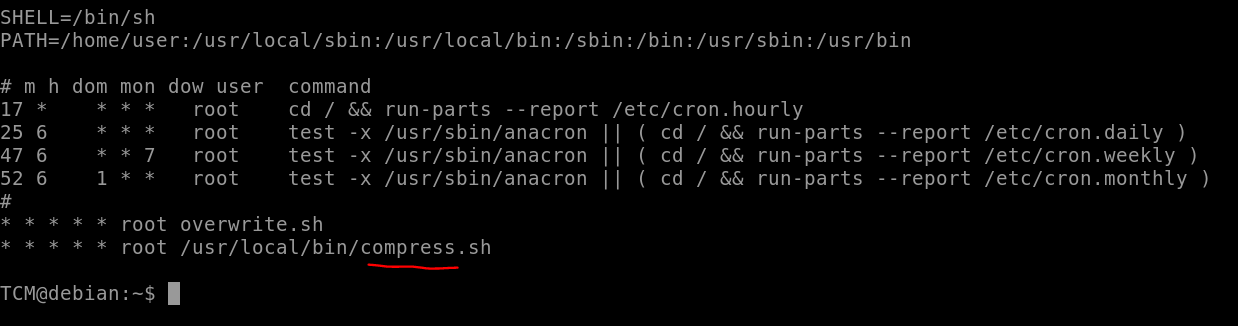 SHELL=/bin/sh
PATH=/home/user:/usr/local/sbin:/usr/local/bin:/sbin:/bin:/usr/sbin:/usr/bin
# m h dom mon dow user  command
17 *    * * *   root    cd / && run-parts --report /etc/cron.hourly
25 6    * * *   root    test -x /usr/sbin/anacron || ( cd / && run-parts --report /etc/cron.daily )
47 6    * * 7   root    test -x /usr/sbin/anacron || ( cd / && run-parts --report /etc/cron.weekly )
52 6    1 * *   root    test -x /usr/sbin/anacron || ( cd / && run-parts --report /etc/cron.monthly )
#
* * * * * root overwrite.sh
* * * * * root /usr/local/bin/compress.sh
TCM@debian:~$